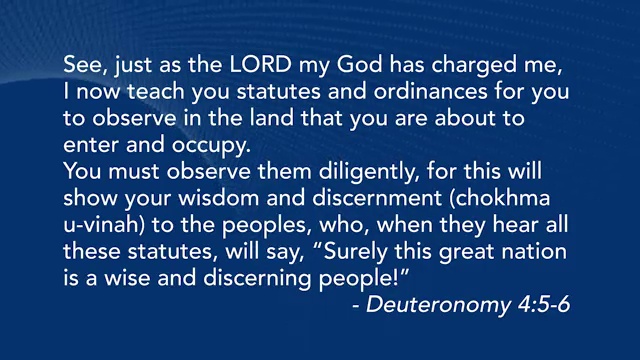 See, just as the LORD my God has charged me,
I now teach you statutes and ordinances for you
to observe in the land that you are about to
enter and occupy.
You must observe them diligently, for this will
show your wisdom and discernment (chokhma
u-vinah) to the peoples, who, when they hear all
these statutes, will say, “Surely this great nation
is a wise and discerning people!”
- Deuteronomy 4:5-6